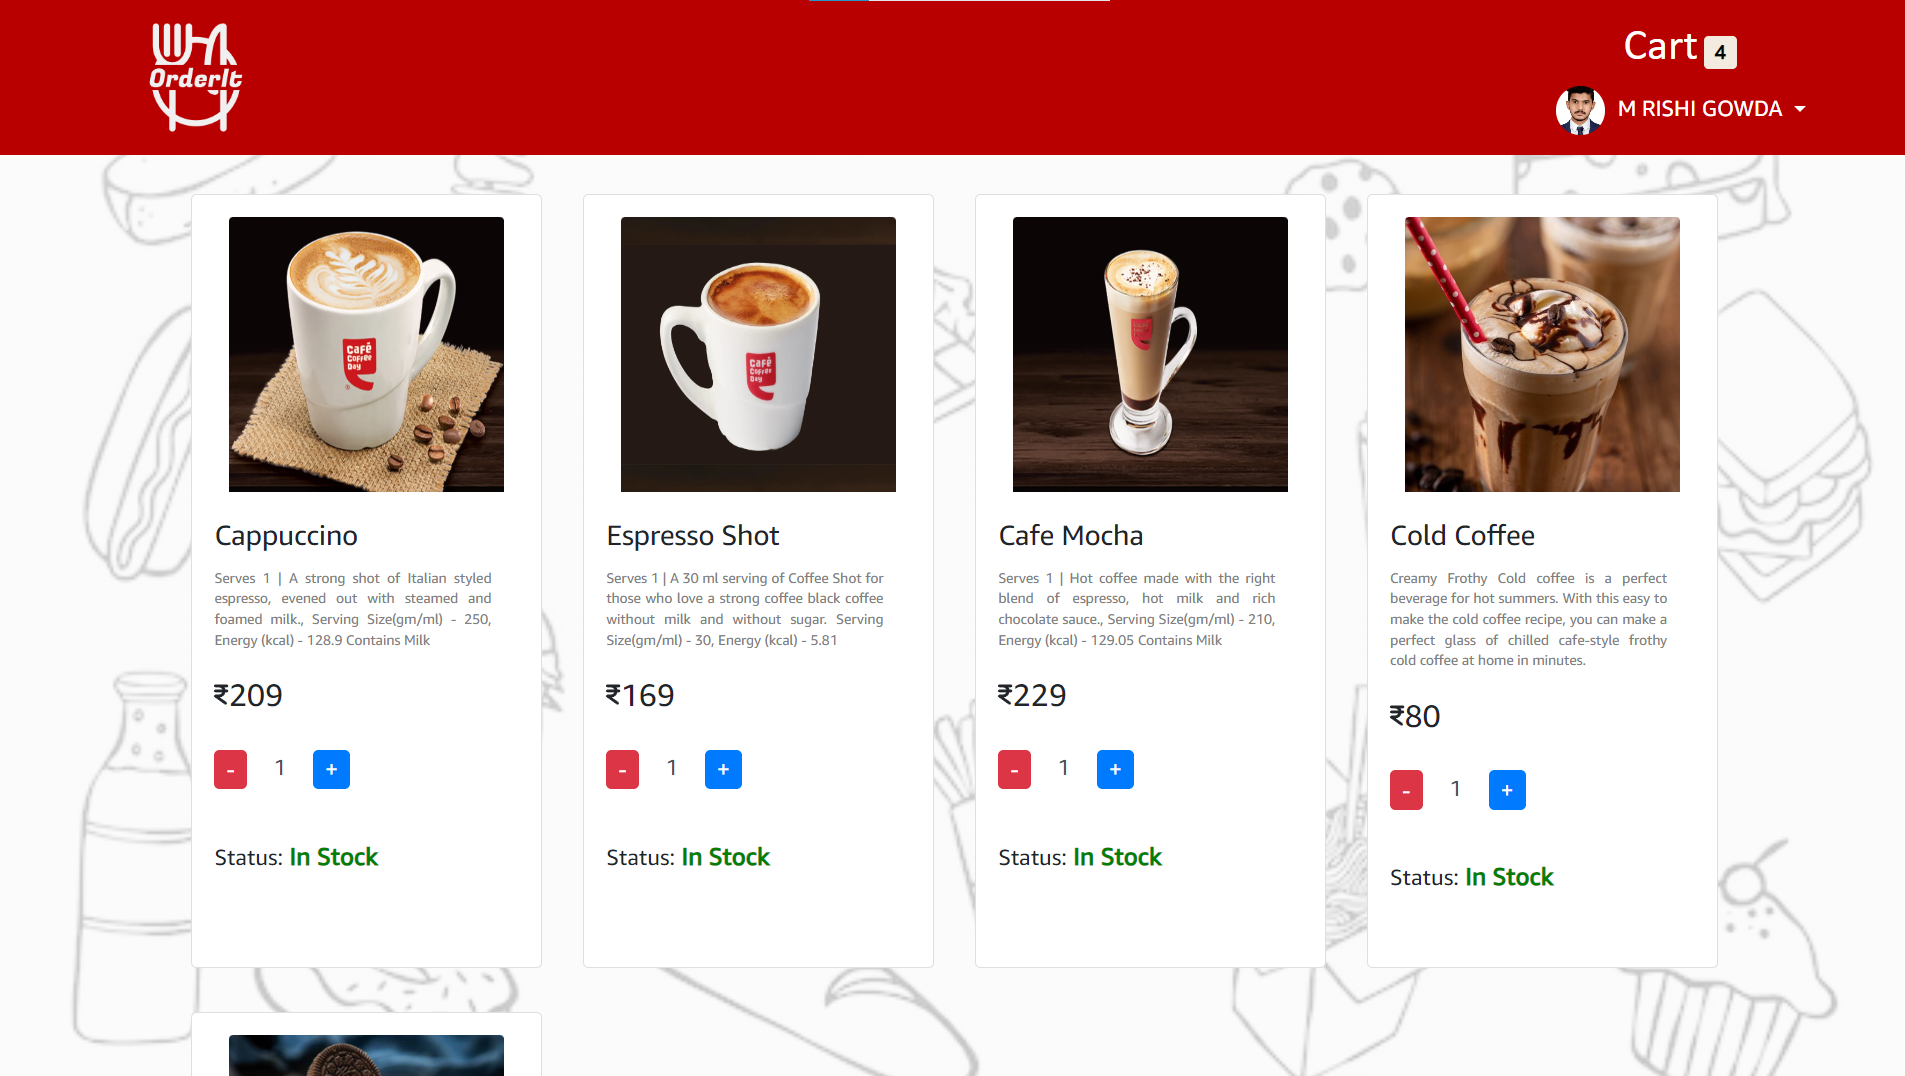 OrderIt
Cart 4
M RISHI GOWDA
Café
Coffee
Day
Café
Coffee
Day
Cappuccino
Serves 1 | A strong shot of Italian styled
espresso, evened out with steamed and
foamed milk., Serving Size(gm/ml) - 250,
Energy (kcal) - 128.9 Contains Milk
₹209
- 1 +
Status: In Stock
Espresso Shot
Serves 1 | A 30 ml serving of Coffee Shot for
those who love a strong coffee black coffee
without milk and without sugar. Serving
Size(gm/ml) - 30, Energy (kcal) - 5.81
₹169
- 1 +
Status: In Stock
Cafe Mocha
Serves 1 | Hot coffee made with the right
blend of espresso, hot milk and rich
chocolate sauce., Serving Size(gm/ml) - 210,
Energy (kcal) - 129.05 Contains Milk
₹229
- 1 +
Status: In Stock
Cold Coffee
Creamy Frothy Cold coffee is a perfect
beverage for hot summers. With this easy to
make the cold coffee recipe, you can make a
perfect glass of chilled cafe-style frothy
cold coffee at home in minutes.
₹80
- 1 +
Status: In Stock